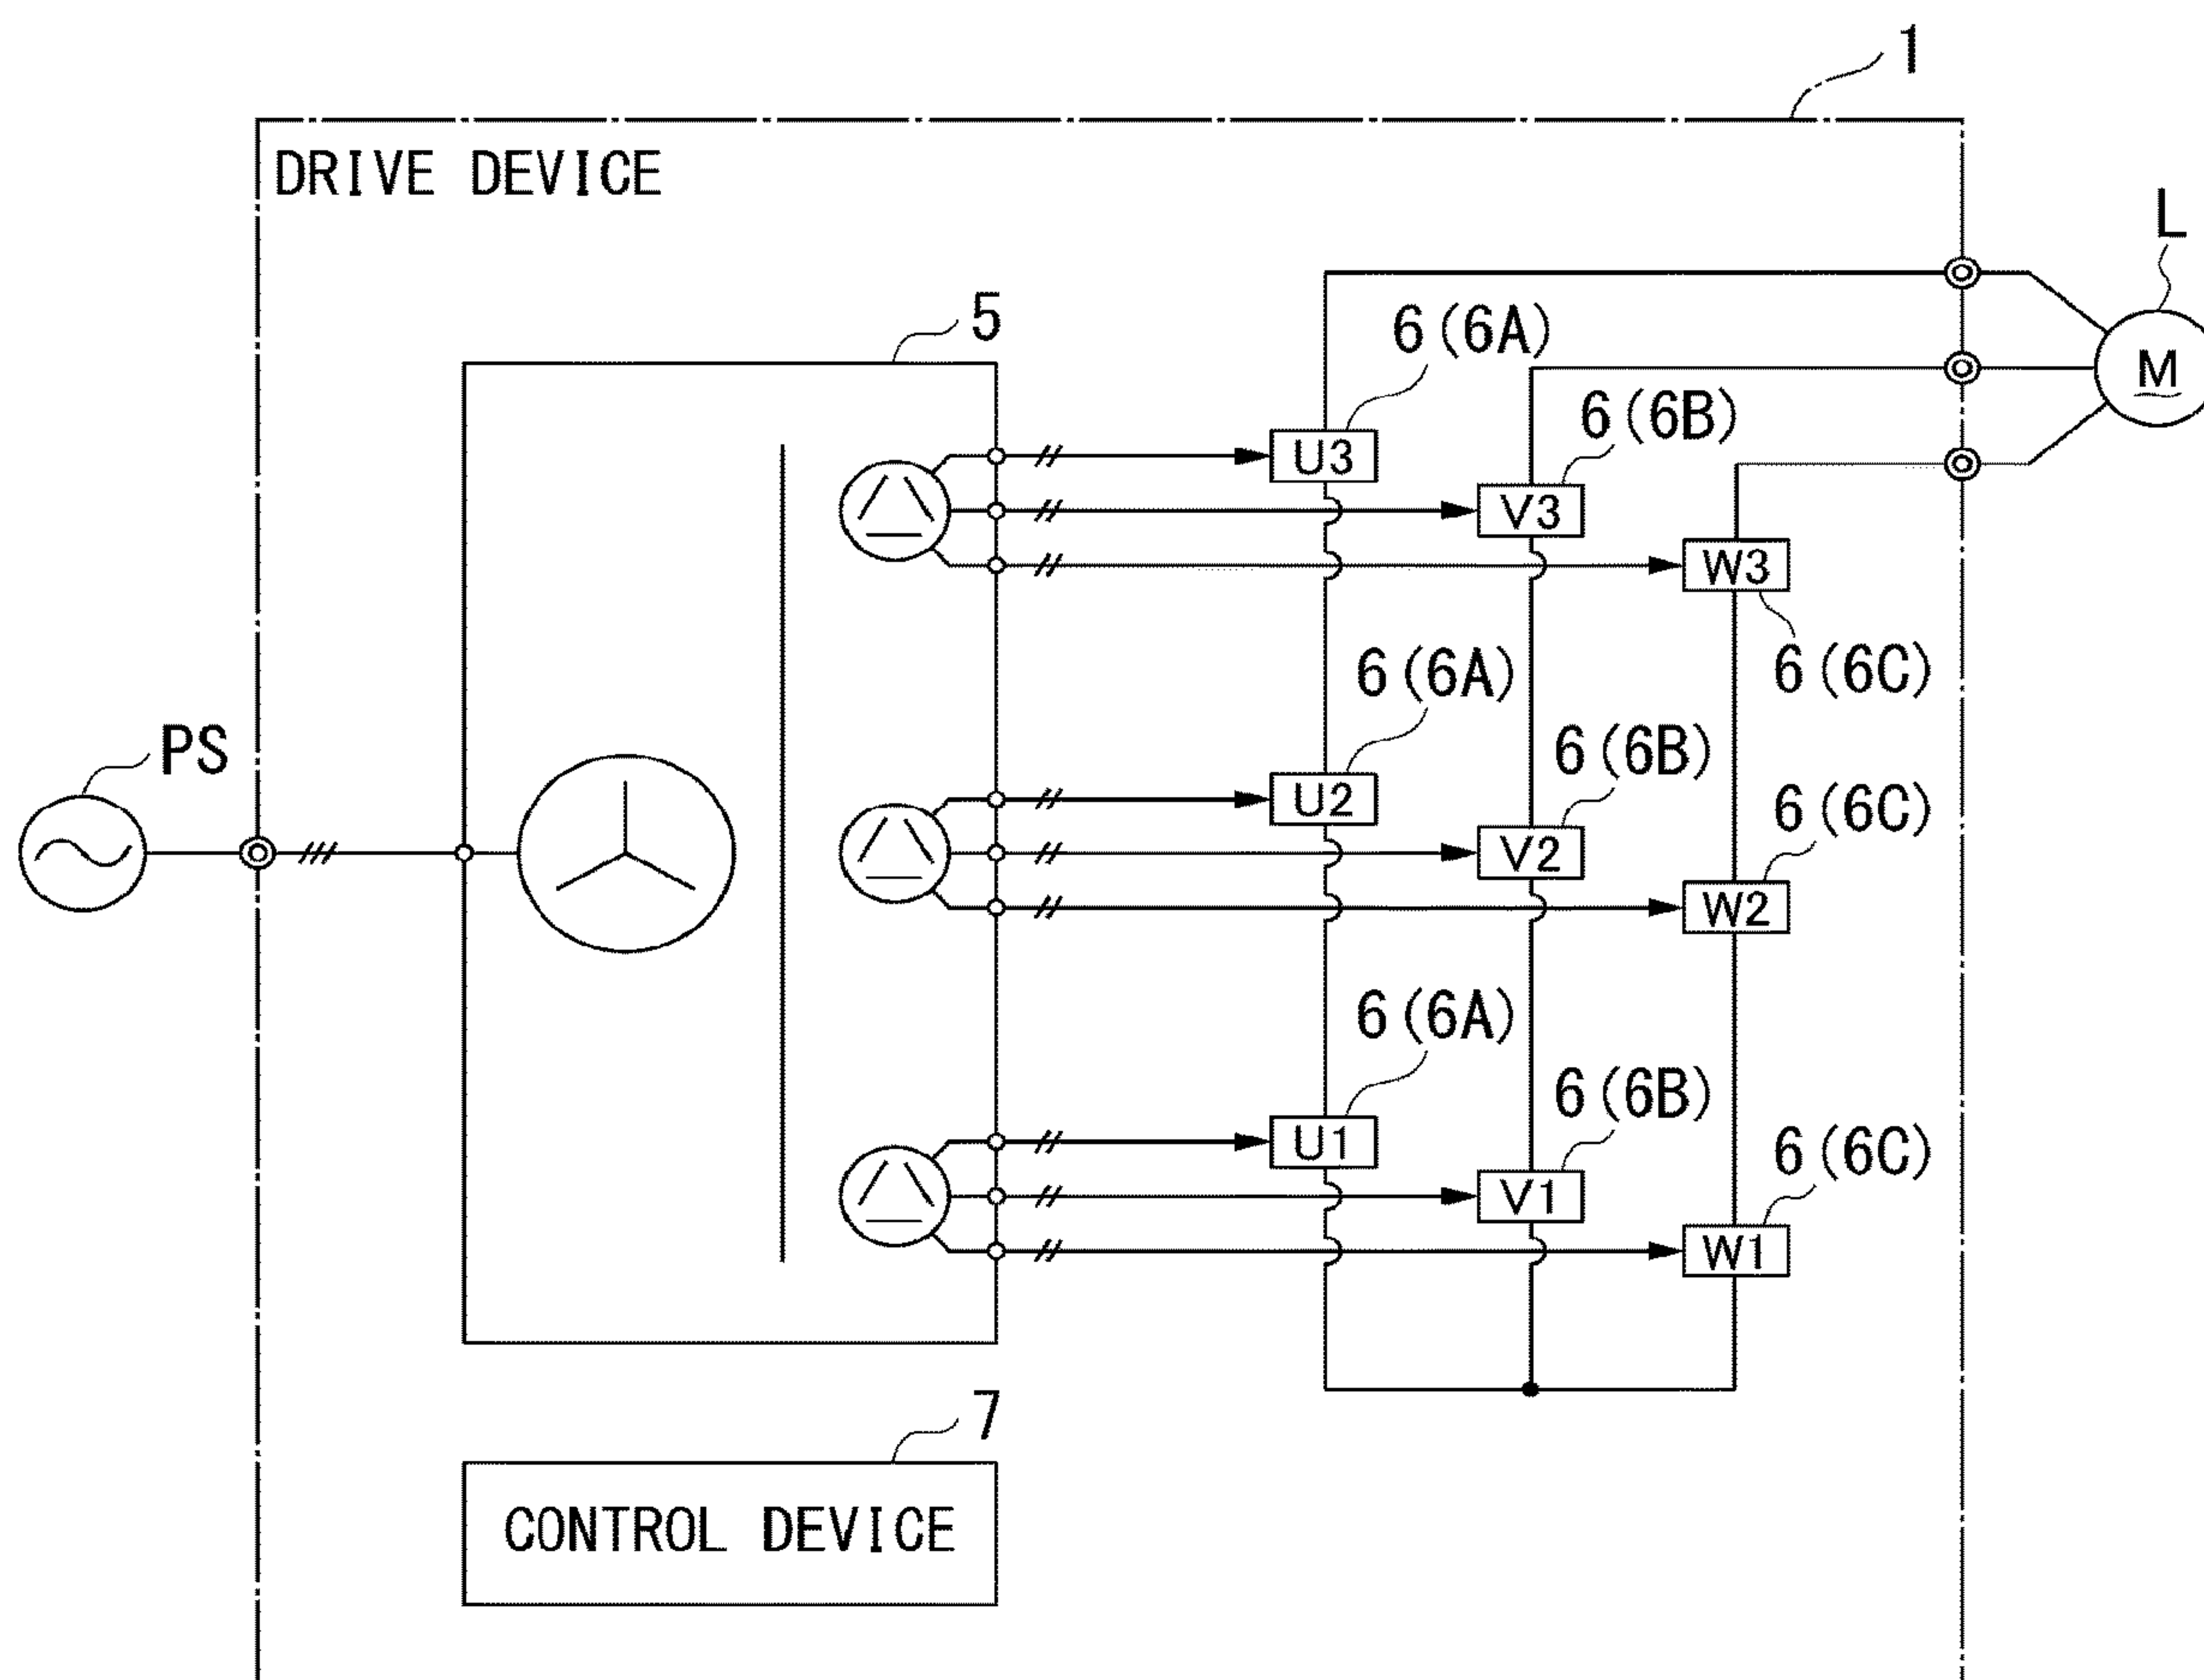 1
DRIVE DEVICE
L
5
6(6A)
M
6(6B)
U3
V3
W3
6(6A)
6(6C)
PS
6(6B)
U2
6(6C)
V2
W2
6(6A)
6(6B)
U1
6(6C)
V1
W1
7
CONTROL DEVICE